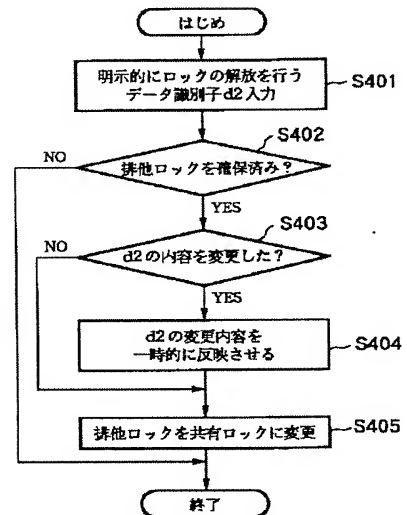 はじめ
明示的にロックの解放を行う
データ識別子d2入力
S401
S402
排他ロックを確保済み？
NO
YES
S403
d2の内容を変更した？
NO
YES
d2の変更内容を
一時的に反映させる
S404
排他ロックを共有ロックに変更
S405
終了